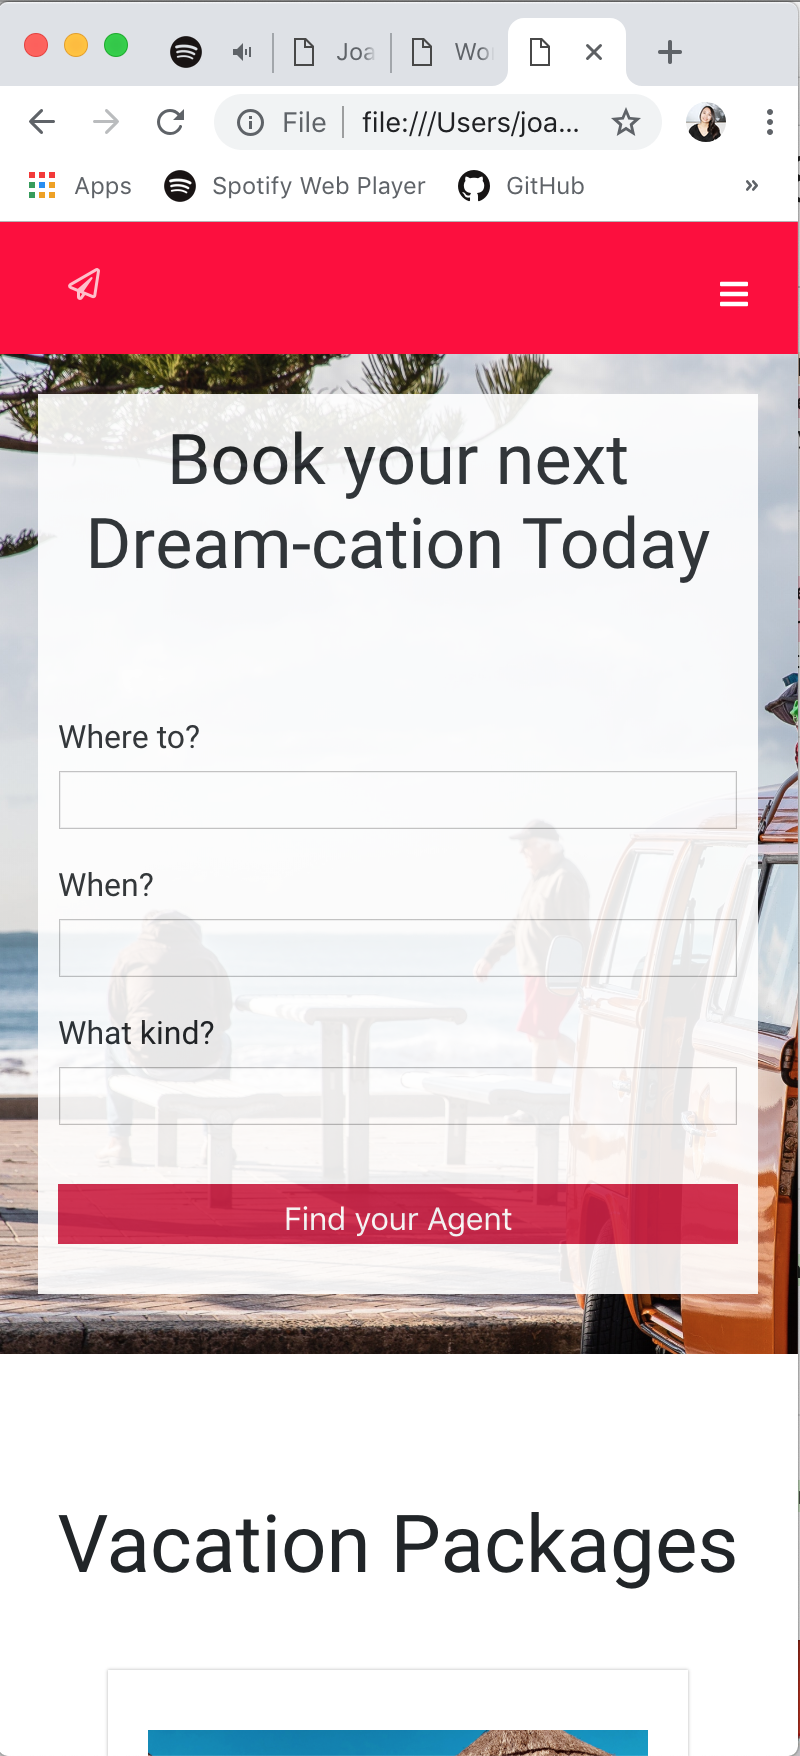 Joa
Wo
File
file:///Users/joa...
Apps
Spotify Web Player
GitHub
»
Book your next
Dream-cation Today
Where to?
When?
What kind?
Find your Agent
Vacation Packages